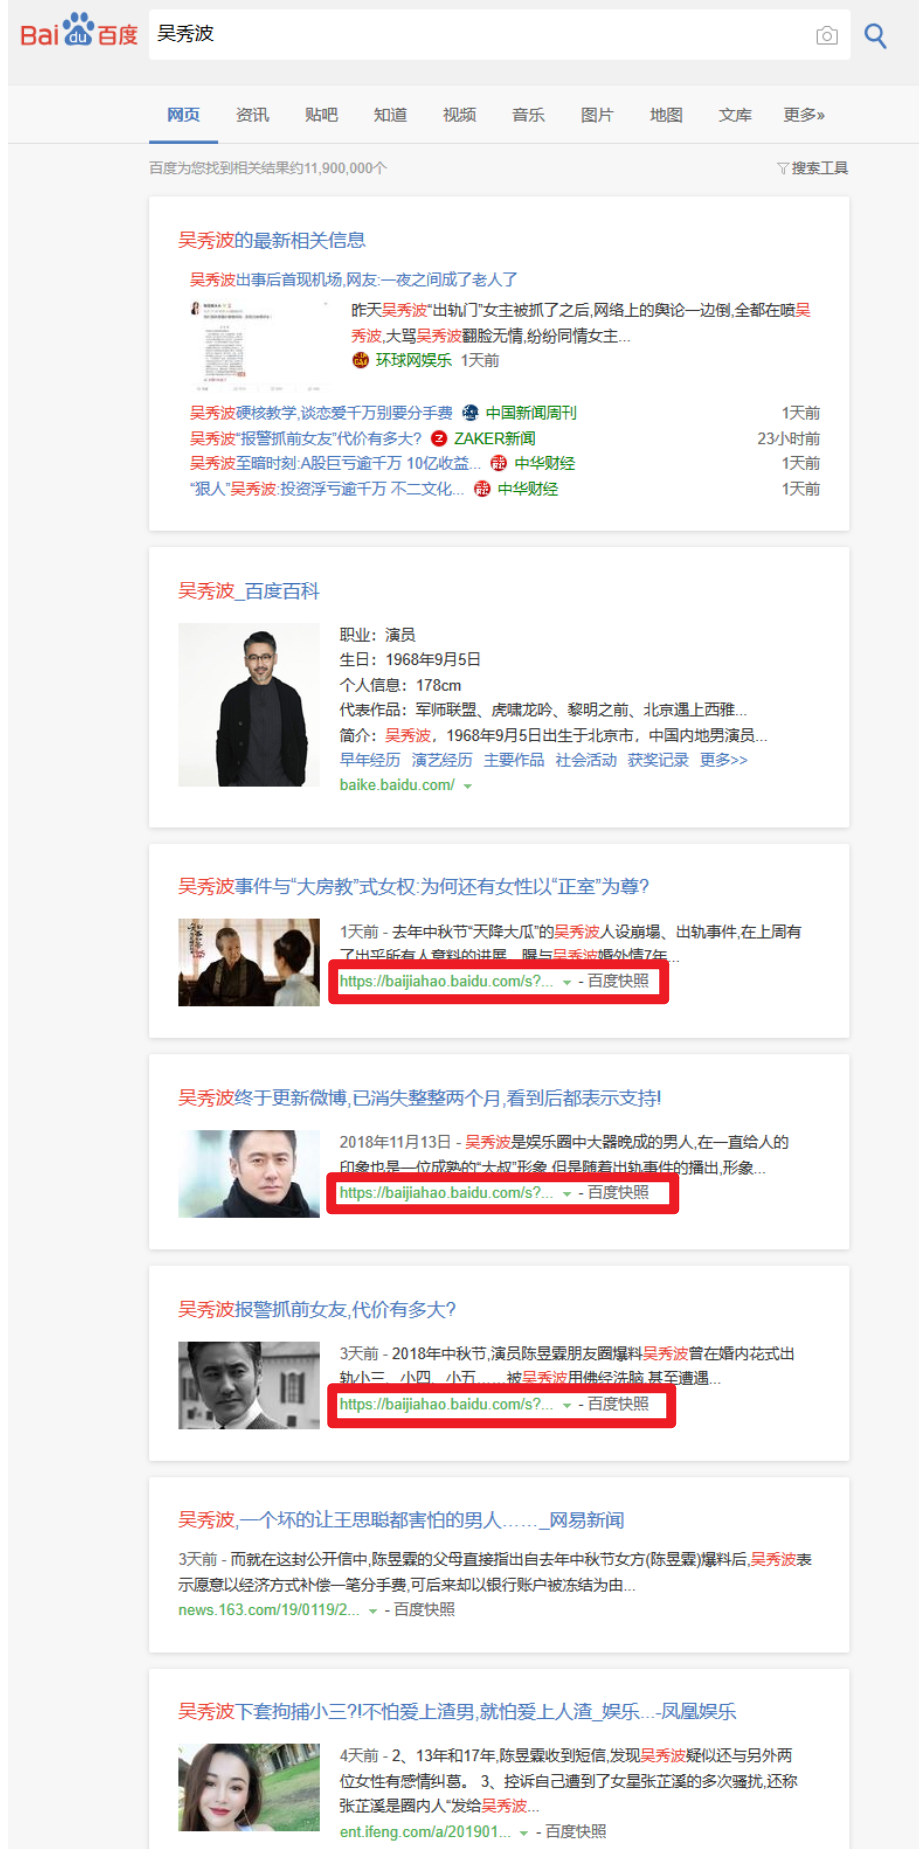 Bai du 百度
吴秀波
网页 资讯 贴吧 知道 视频 音乐 图片 地图 文库 更多»
百度为您找到相关结果约11,900,000个 搜索工具
吴秀波的最新相关信息
吴秀波出事后首现机场,网友:一夜之间成了老人了
昨天吴秀波“出轨门”女主被抓了之后,网络上的舆论一边倒,全都在喷吴
秀波,大骂吴秀波翻脸无情,纷纷同情女主...
环球网娱乐 1天前
吴秀波硬核教学,谈恋爱千万别要分手费 中国新闻周刊 1天前
吴秀波“报警抓前女友”代价有多大? ZAKER新闻 23小时前
吴秀波至暗时刻:A股巨亏逾千万 10亿收益... 中华财经 1天前
“狠人”吴秀波:投资浮亏逾千万 不二文化... 中华财经 1天前
吴秀波_百度百科
职业：演员
生日：1968年9月5日
个人信息：178cm
代表作品：军师联盟、虎啸龙吟、黎明之前、北京遇上西雅...
简介：吴秀波，1968年9月5日出生于北京市，中国内地男演员...
早年经历 演艺经历 主要作品 社会活动 获奖记录 更多>>
baike.baidu.com/
吴秀波事件与“大房教”式女权:为何还有女性以“正室”为尊?
1天前 - 去年中秋节“天降大瓜”的吴秀波人设崩塌、出轨事件,在上周有
了出乎所有人意料的进展，曝与吴秀波婚外情7年...
https://baijiahao.baidu.com/s?... - 百度快照
吴秀波终于更新微博,已消失整整两个月,看到后都表示支持!
2018年11月13日 - 吴秀波是娱乐圈中大器晚成的男人,在一直给人的
印象也是一位成熟的“大叔”形象,但是随着出轨事件的播出,形象...
https://baijiahao.baidu.com/s?... - 百度快照
吴秀波报警抓前女友,代价有多大?
3天前 - 2018年中秋节,演员陈昱霖朋友圈爆料吴秀波曾在婚内花式出
轨小三、小四、小五……被吴秀波用佛经洗脑,甚至遭遇...
https://baijiahao.baidu.com/s?... - 百度快照
吴秀波,一个坏的让王思聪都害怕的男人……_网易新闻
3天前 - 而就在这封公开信中,陈昱霖的父母直接指出自去年中秋节女方(陈昱霖)爆料后,吴秀波表
示愿意以经济方式补偿一笔分手费,可后来却以银行账户被冻结为由...
news.163.com/19/0119/2... - 百度快照
吴秀波下套拘捕小三?!不怕爱上渣男,就怕爱上人渣_娱乐...-凤凰娱乐
4天前 - 2、13年和17年,陈昱霖收到短信,发现吴秀波疑似还与另外两
位女性有感情纠葛。 3、控诉自己遭到了女星张芷溪的多次骚扰,还称
张芷溪是圈内人“发给吴秀波...
ent.ifeng.com/a/201901... - 百度快照